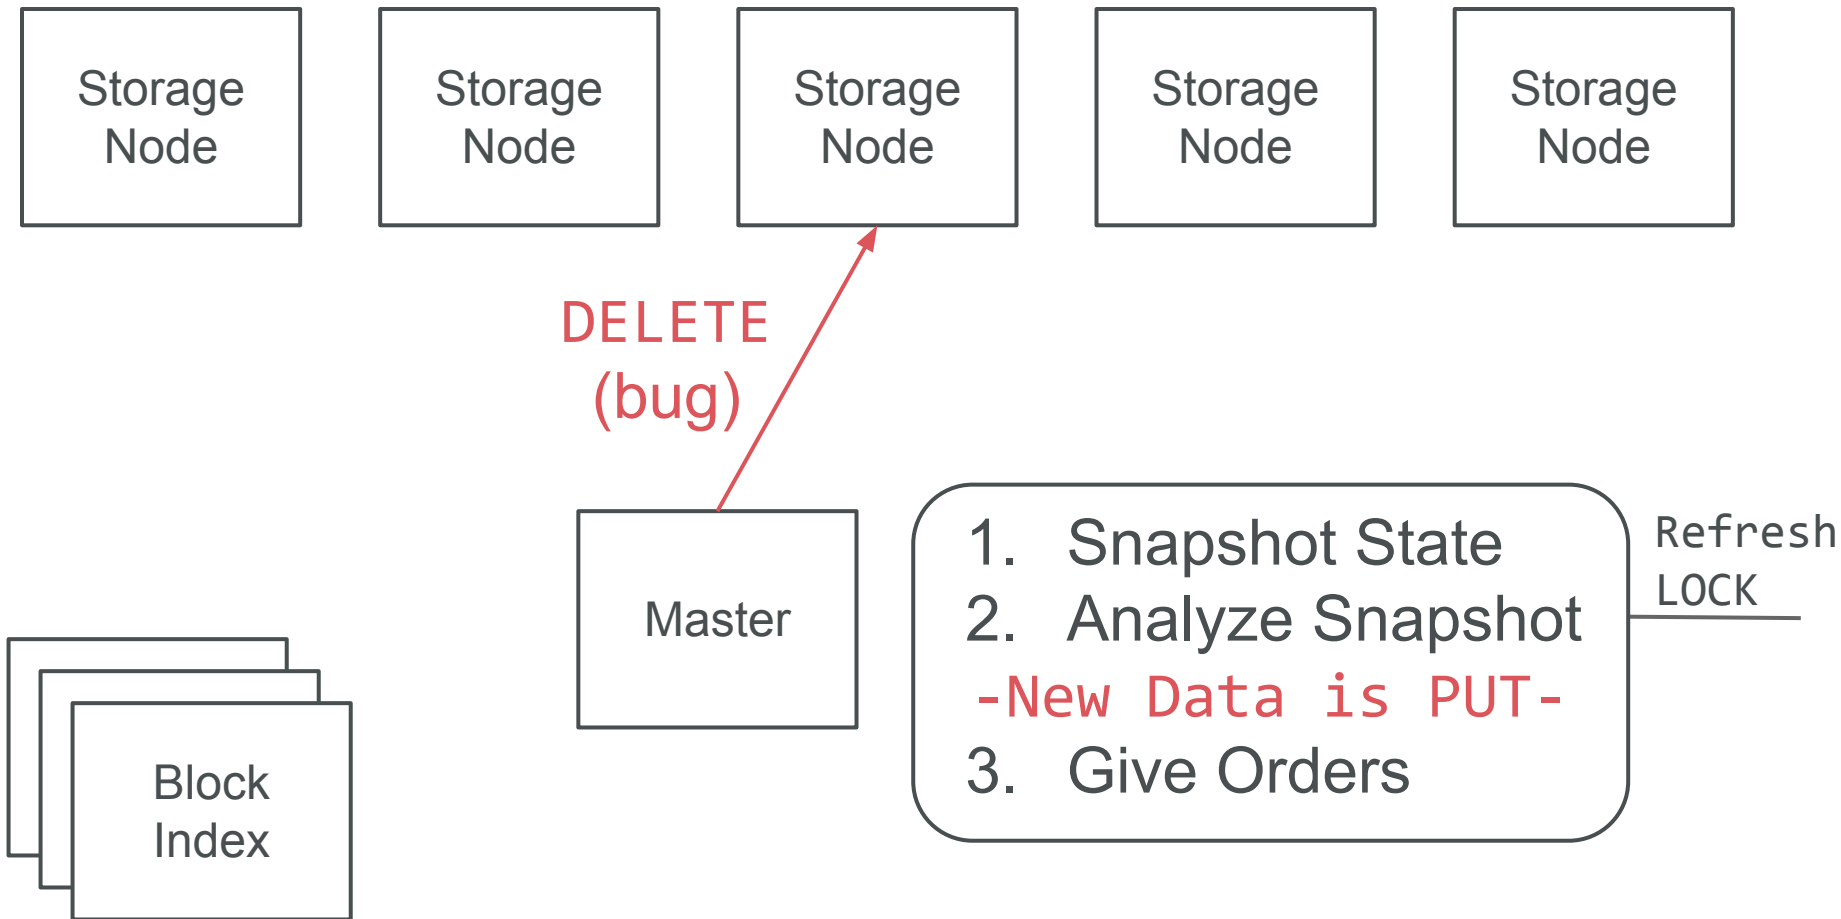 Storage
Node
Storage
Node
Storage
Node
Storage
Node
Storage
Node
DELETE
(bug)
Master
1. Snapshot State
2. Analyze Snapshot
-New Data is PUT-
3. Give Orders
Refresh
LOCK
Block
Index